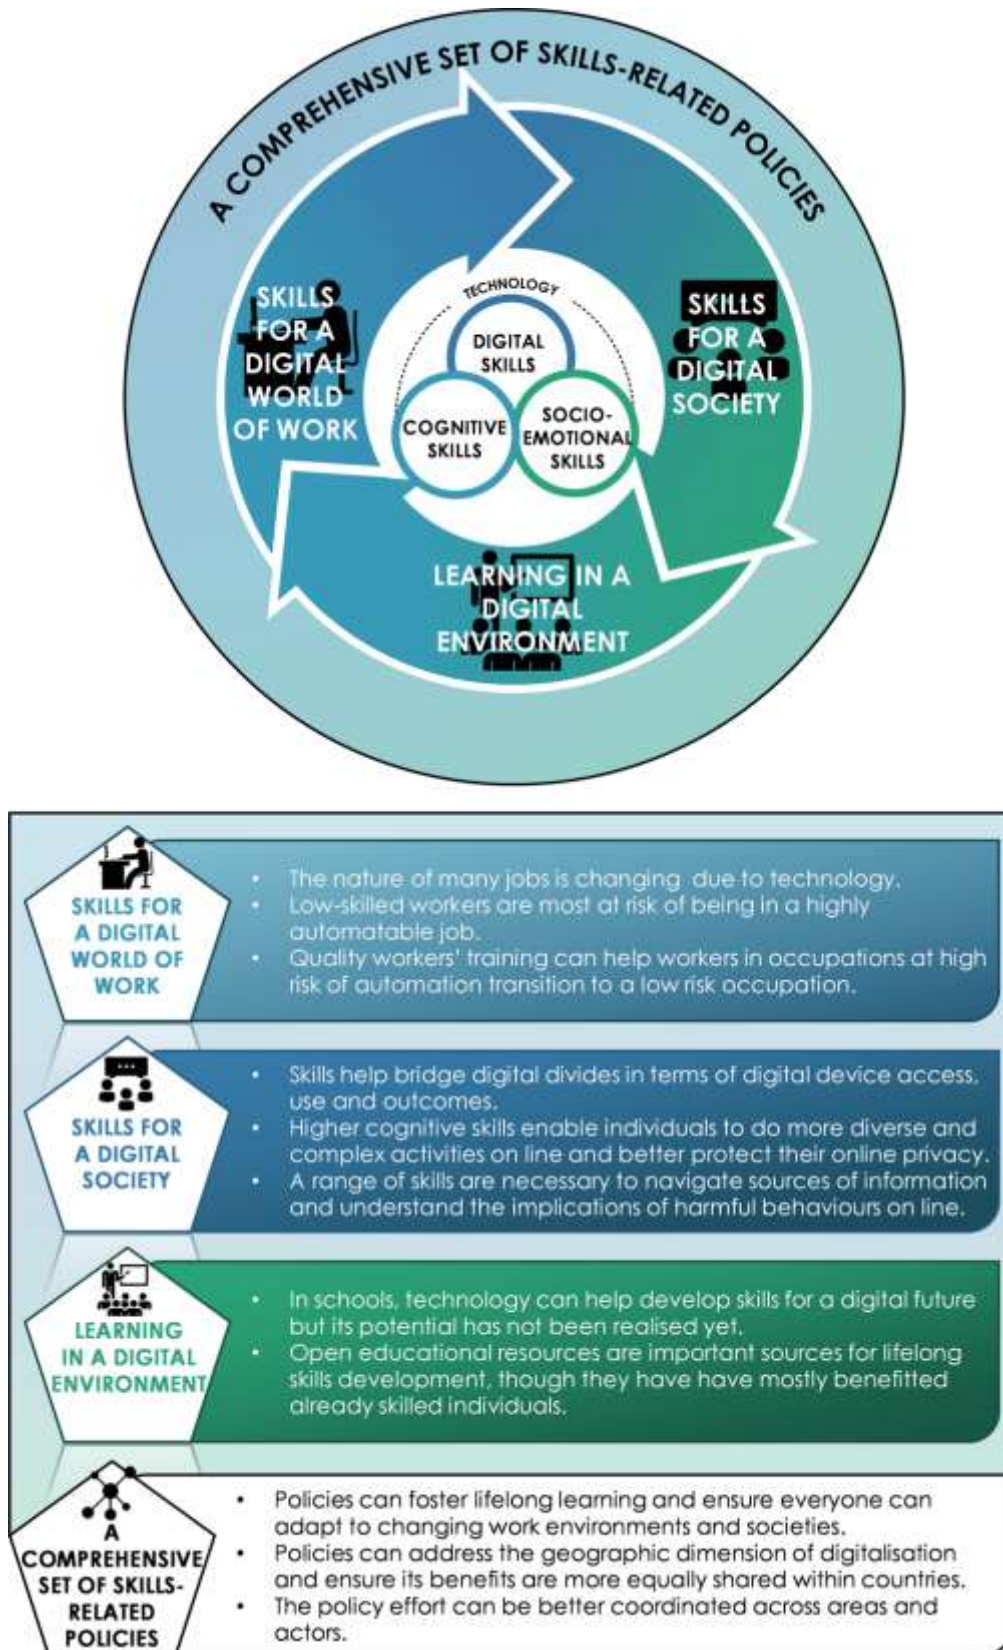 A COMPREHENSIVE SET OF SKILLS-RELATED POLICIES
TECHNOLOGY
DIGITAL
SKILLS
COGNITIVE
SKILLS
SOCIO-
EMOTIONAL
SKILLS
SKILLS
FOR A
DIGITAL
WORLD
OF WORK
SKILLS
FOR A
DIGITAL
SOCIETY
LEARNING IN A
DIGITAL
ENVIRONMENT
SKILLS FOR
A DIGITAL
WORLD OF
WORK
• The nature of many jobs is changing due to technology.
• Low-skilled workers are most at risk of being in a highly
automatable job.
• Quality workers' training can help workers in occupations at high
risk of automation transition to a low risk occupation.
SKILLS FOR
A DIGITAL
SOCIETY
• Skills help bridge digital divides in terms of digital device access,
use and outcomes.
• Higher cognitive skills enable individuals to do more diverse and
complex activities on line and better protect their online privacy.
• A range of skills are necessary to navigate sources of information
and understand the implications of harmful behaviours on line.
LEARNING
IN A DIGITAL
ENVIRONMENT
• In schools, technology can help develop skills for a digital future
but its potential has not been realised yet.
• Open educational resources are important sources for lifelong
skills development, though they have have mostly benefitted
already skilled individuals.
A
COMPREHENSIVE
SET OF SKILLS-
RELATED
POLICIES
• Policies can foster lifelong learning and ensure everyone can
adapt to changing work environments and societies.
• Policies can address the geographic dimension of digitalisation
and ensure its benefits are more equally shared within countries.
• The policy effort can be better coordinated across areas and
actors.